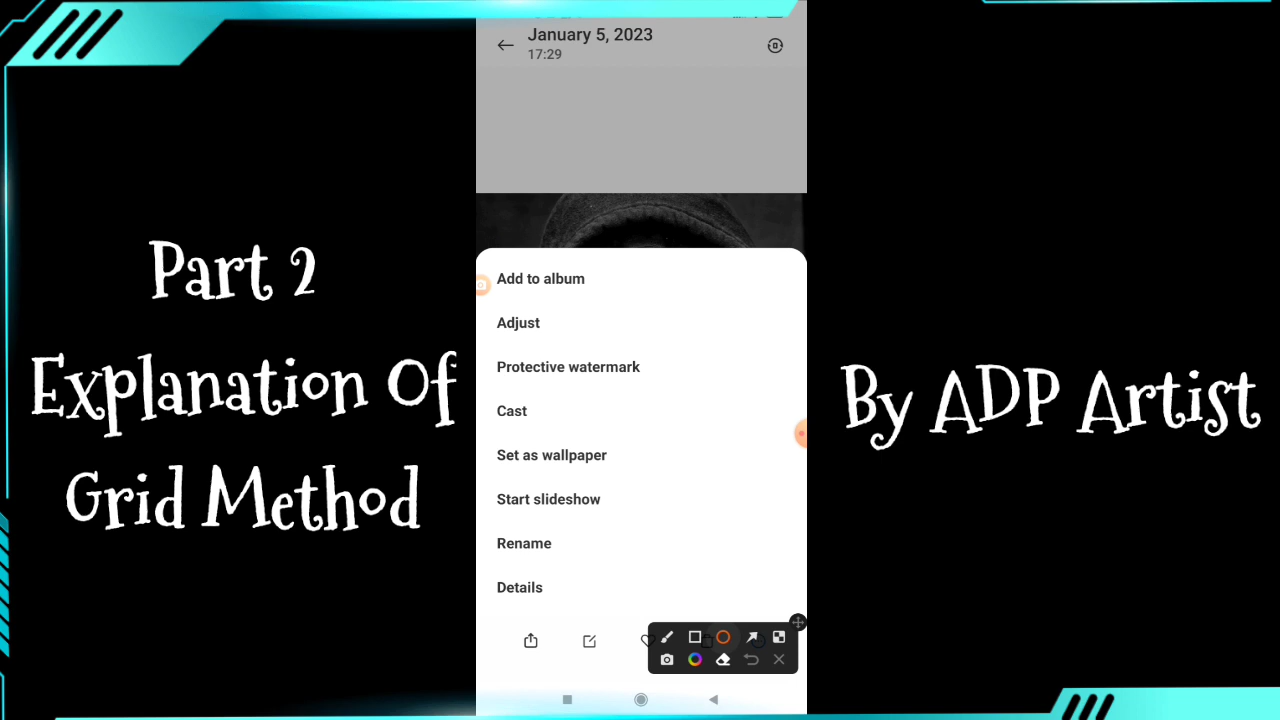 January 5, 2023
17:29
Part 2
Explanation Of
Grid Method
Add to album
Adjust
Protective watermark
Cast
Set as wallpaper
Start slideshow
Rename
Details
By ADP Artist